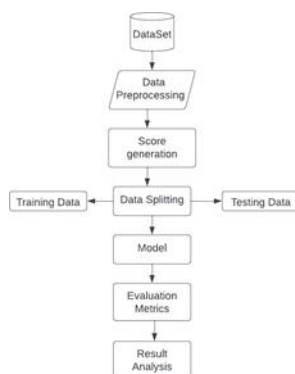 DataSet
Data
Preprocessing
Score
generation
Training Data
Data Splitting
Testing Data
Model
Evaluation
Metrics
Result
Analysis